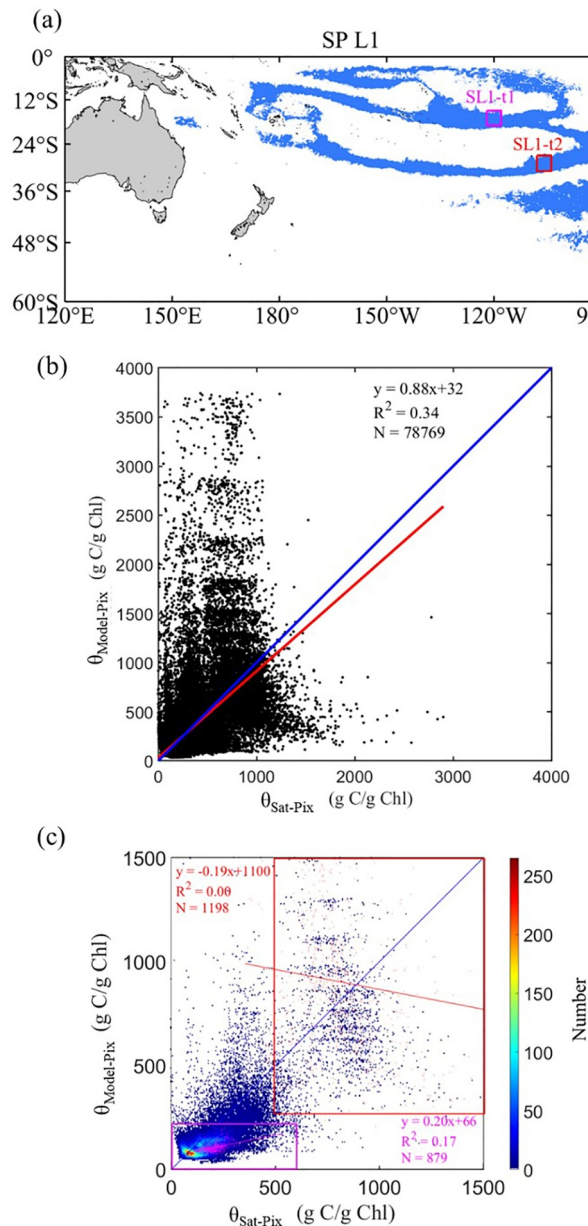 (a)
SP L1
0°
12°S
24°S
36°S
48°S
60°S
SL1-t1
SL1-t2
120°E
150°E
180°
150°W
120°W
9
(b)
4000
3500
3000
2500
2000
1500
1000
500
0
y = 0.88x+32
R2 = 0.34
N = 78769
θModel-Pix (g C/g Chl)
0
1000
2000
3000
4000
θSat-Pix (g C/g Chl)
(c)
1500
1000
500
0
y = -0.19x+1100
R2 = 0.00
N = 1198
y = 0.20x+66
R2 = 0.17
N = 879
θModel-Pix (g C/g Chl)
0
500
1000
1500
θSat-Pix (g C/g Chl)
250
200
150
100
50
0
Number